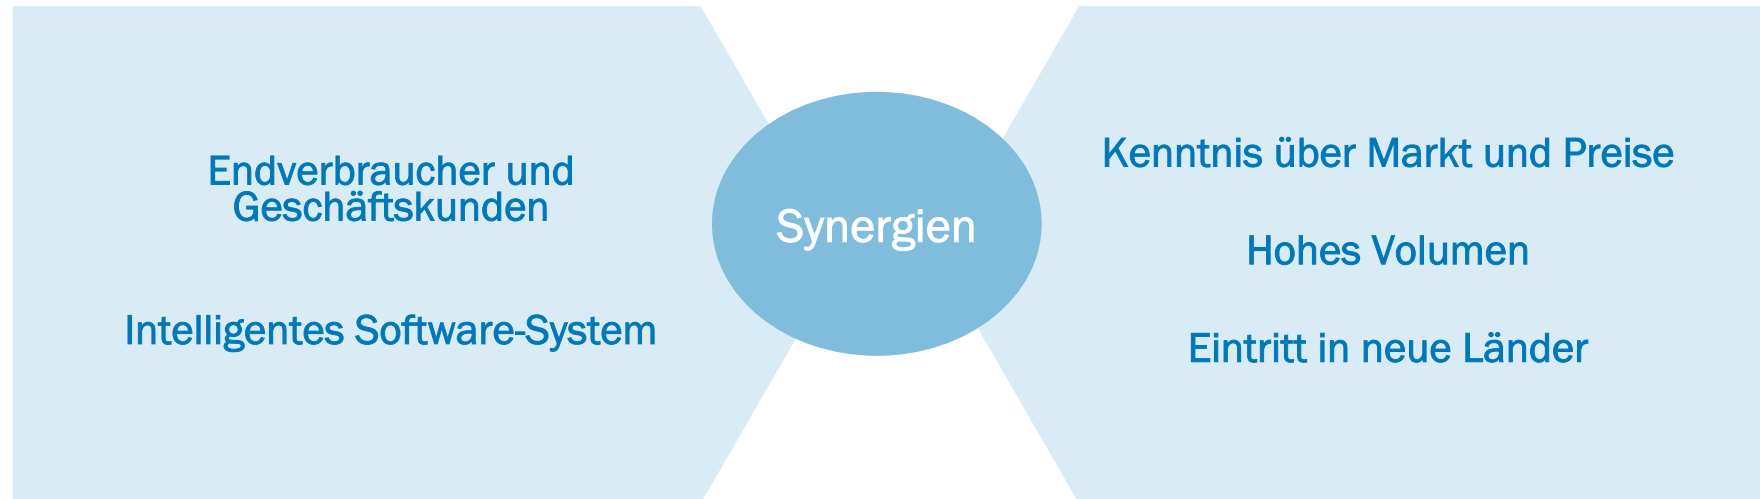 Endverbraucher und
Geschäftskunden
Intelligentes Software-System
Synergien
Kenntnis über Markt und Preise
Hohes Volumen
Eintritt in neue Länder